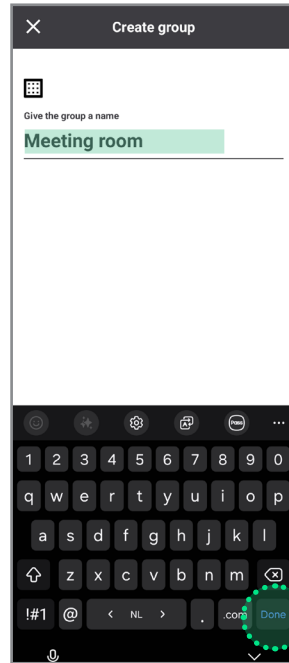 Create group
Give the group a name
Meeting room
Pass
1 2 3 4 5 6 7 8 9 0
q w e r t y u i o p
a s d f g h j k l
z x c v b n m
!#1 @ < NL > . .com Done